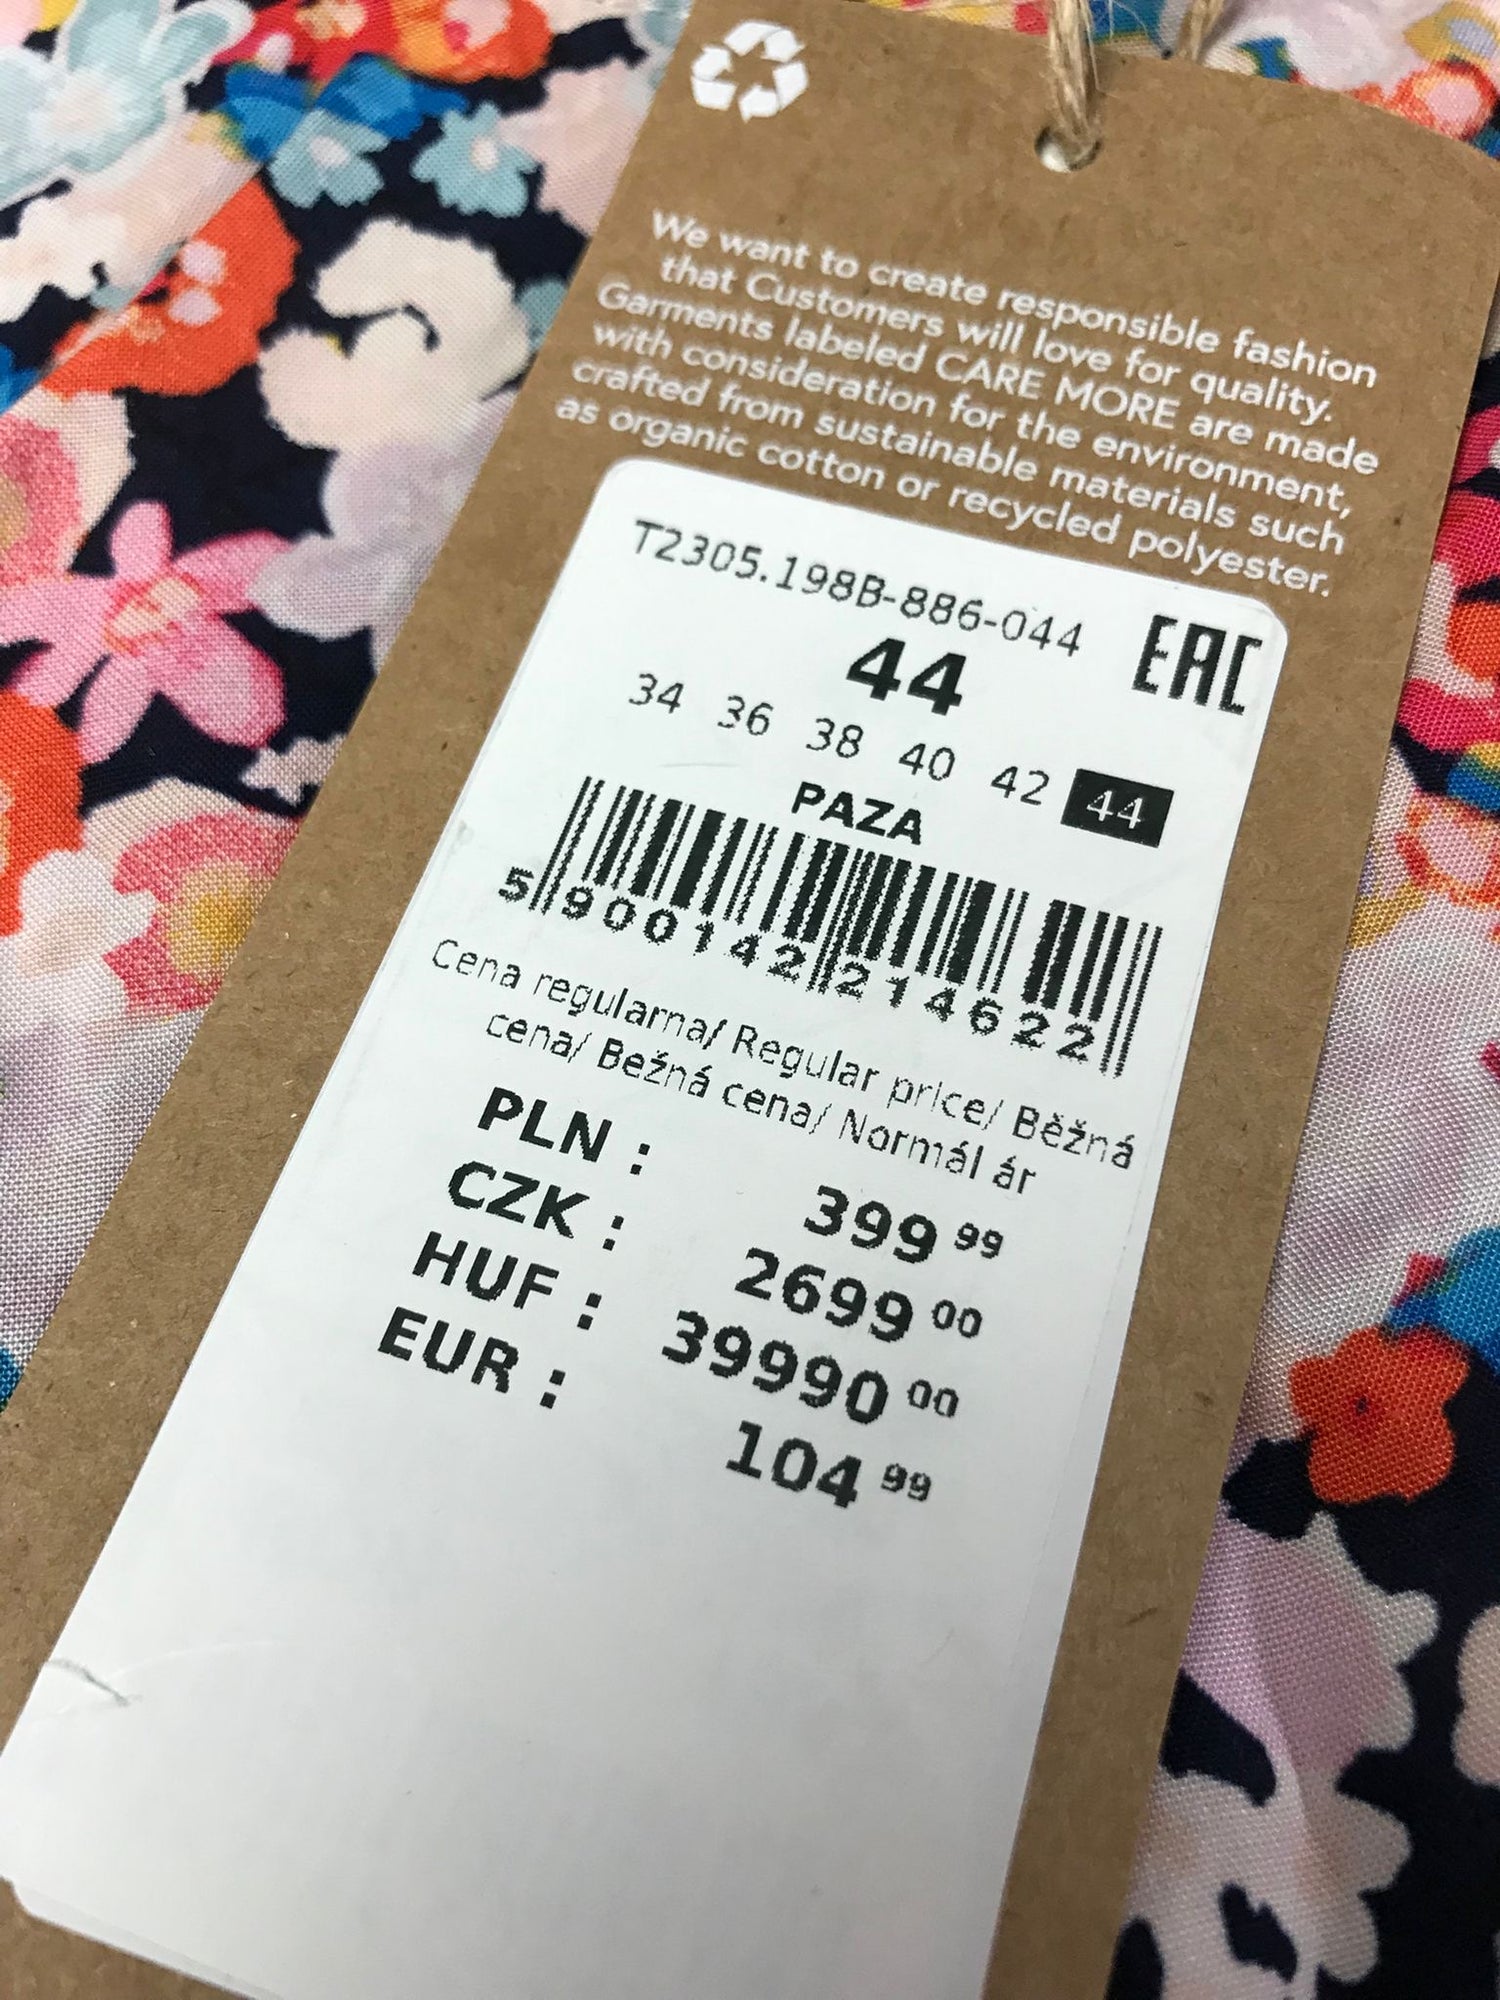 We want to create responsible fashion
that Customers will love for quality.
Garments labeled CARE MORE are made
with consideration for the environment,
crafted from sustainable materials such
as organic cotton or recycled polyester.
T2305.198B-886-044
44
EAC
34 36 38 40 42 44
PAZA
5 900142 214622
Cena regularna/ Regular price/ Běžná
cena/ Bežná cena/ Normál ár
PLN : 399 99
CZK : 2699 00
HUF : 39990 00
EUR : 104 99